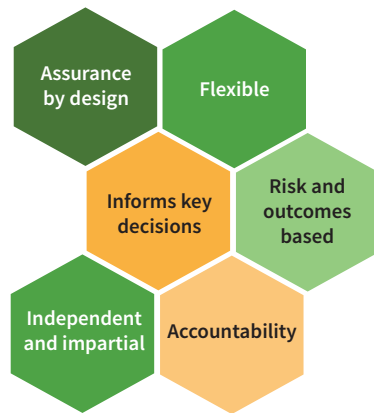 Assurance
by design
Flexible
Informs key
decisions
Risk and
outcomes
based
Independent
and impartial
Accountability